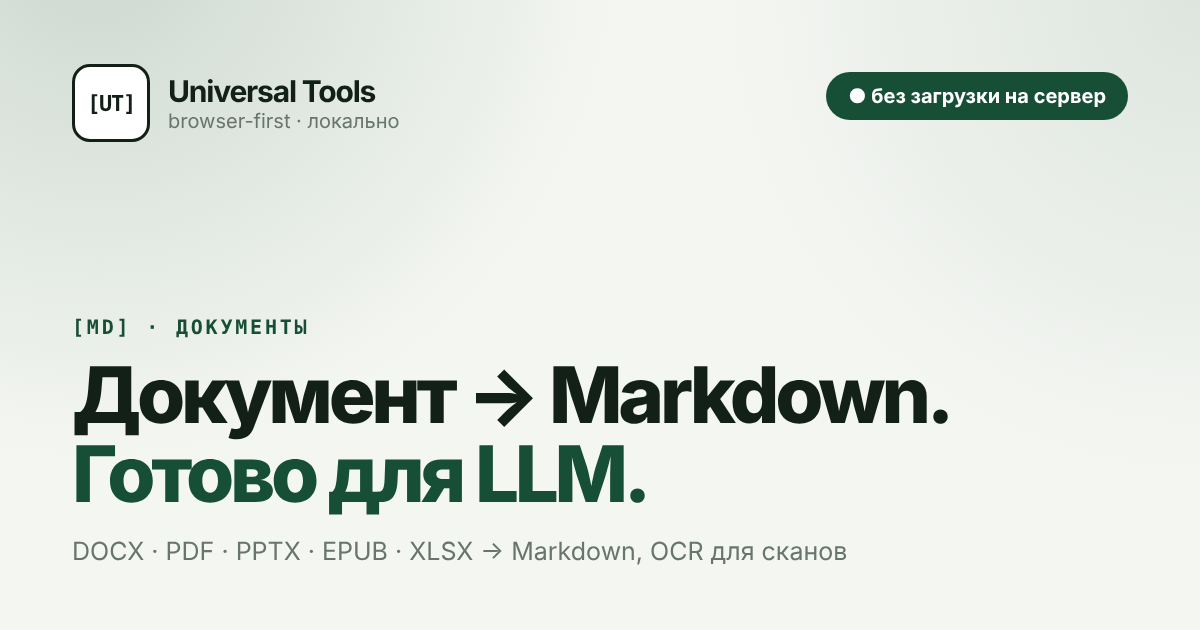 [UT]
Universal Tools
browser-first · локально
без загрузки на сервер
[MD] · ДОКУМЕНТЫ
Документ → Markdown.
Готово для LLM.
DOCX · PDF · PPTX · EPUB · XLSX → Markdown, OCR для сканов